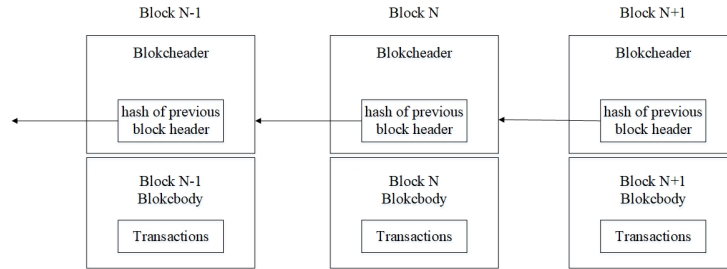 Block N-1
Blokcheader
hash of previous
block header
Block N-1
Blokcbody
Transactions
Block N
Blokcheader
hash of previous
block header
Block N
Blokcbody
Transactions
Block N+1
Blokcheader
hash of previous
block header
Block N+1
Blokcbody
Transactions